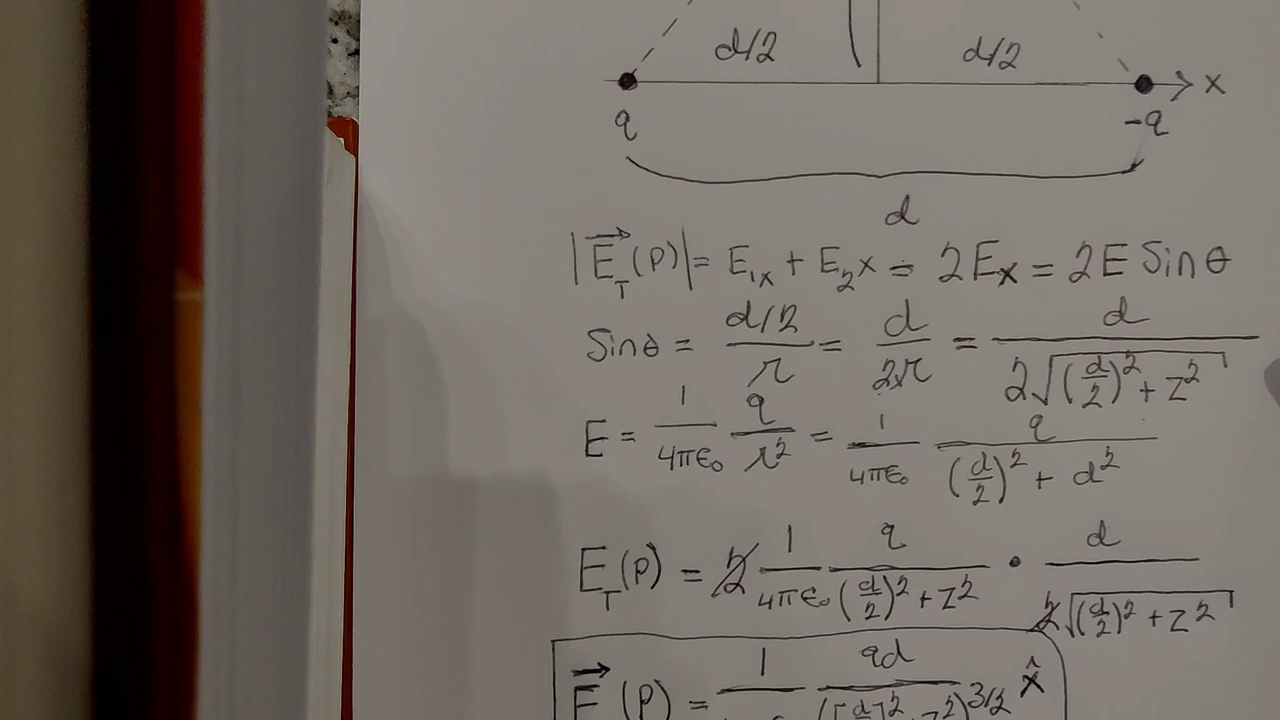 d/2 d/2
x
q -q
d
|E⃗_T(P)| = E_1x + E_2x = 2E_x = 2E Sinθ
Sinθ = (d/2)/r = d/(2r) = d/(2√((d/2)² + z²))
E = 1/(4πε₀) q/r² = 1/(4πε₀) q/((d/2)² + d²)
E_T(P) = 2 1/(4πε₀) q/((d/2)² + z²) • d/(2√((d/2)² + z²))